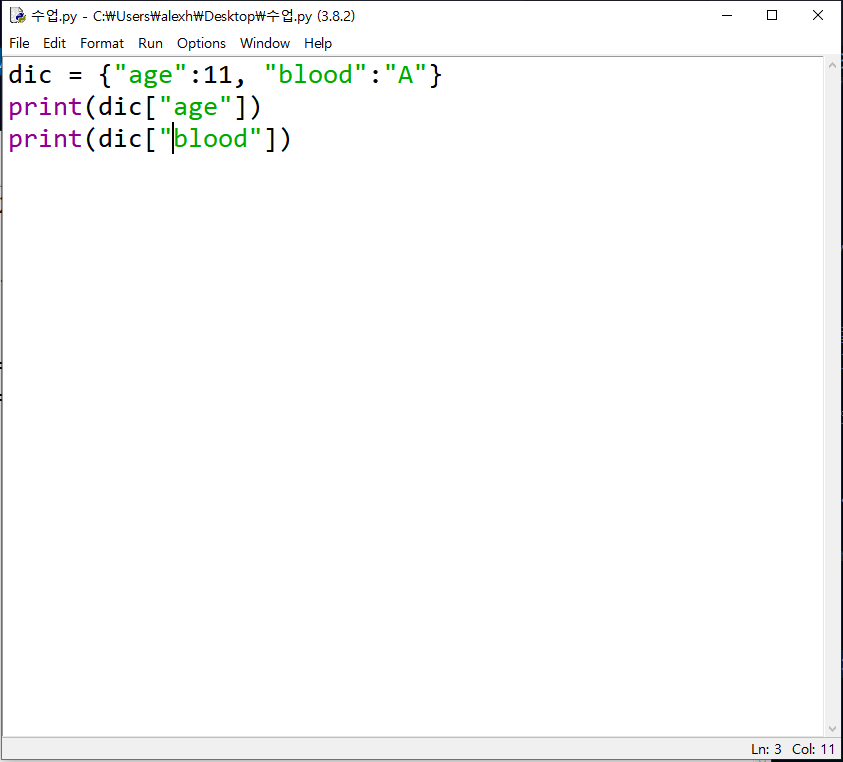 수업.py - C:₩Users₩alexh₩Desktop₩수업.py (3.8.2)
File Edit Format Run Options Window Help
dic = {"age":11, "blood":"A"}
print(dic["age"])
print(dic["blood"])
Ln: 3 Col: 11